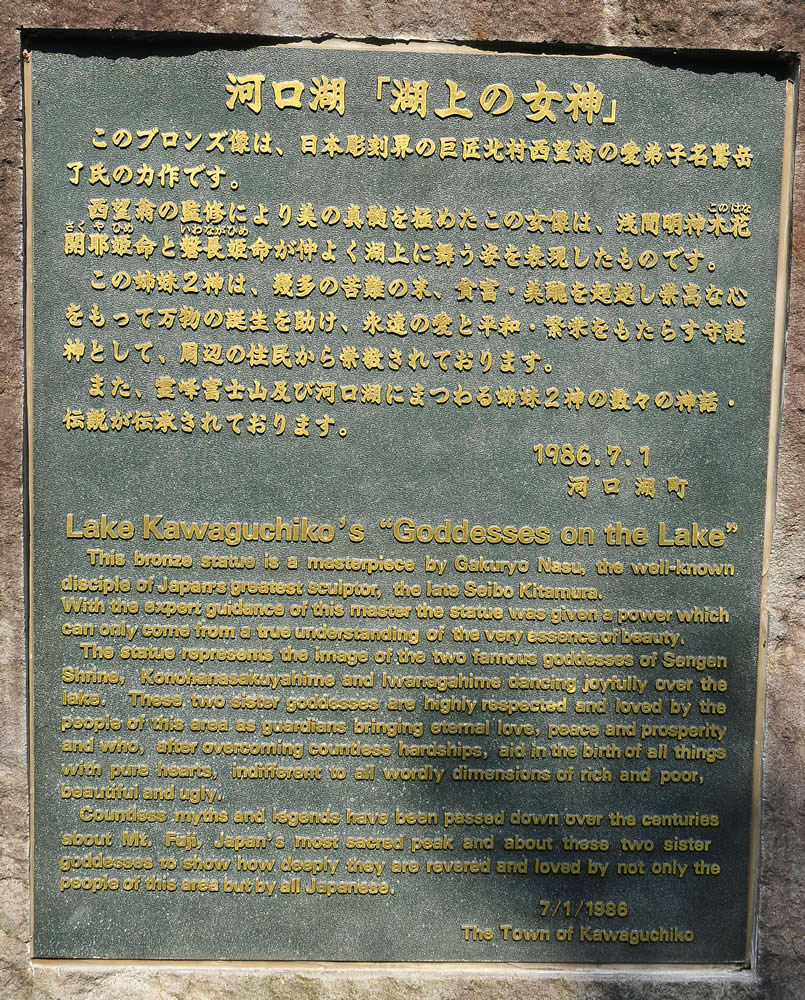 河口湖「湖上の女神」
このブロンズ像は、日本彫刻界の巨匠北村西望翁の愛弟子名鷲岳
了氏の力作です。
西望翁の監修により美の真髄を極めたこの女像は、浅間明神木花
このはな
開耶姫命と磐長姫命が仲よく湖上に舞う姿を表現したものです。
さくやひめ いわながひめ
この姉妹2神は、幾多の苦難の末、貧富・美醜を超越し崇高な心
をもって万物の誕生を助け、永遠の愛と平和・繁栄をもたらす守護
神として、周辺の住民から崇敬されております。
また、霊峰富士山及び河口湖にまつわる姉妹2神の数々の神話・
伝説が伝承されております。
1986.7.1
河口湖町
Lake Kawaguchiko's "Goddesses on the Lake"
This bronze statue is a masterpiece by Gakuryo Nasu, the well-known
disciple of Japan's greatest sculptor, the late Seibo Kitamura.
With the expert guidance of this master the statue was given a power which
can only come from a true understanding of the very essence of beauty.
The statue represents the image of the two famous goddesses of Sengen
Shrine, Konohanasakuyahime and Iwanagahime dancing joyfully over the
lake. These two sister goddesses are highly respected and loved by the
people of this area as guardians bringing eternal love, peace and prosperity
and who, after overcoming countless hardships, aid in the birth of all things
with pure hearts, indifferent to all wordly dimensions of rich and poor,
beautiful and ugly.
Countless myths and legends have been passed down over the centuries
about Mt. Fuji, Japan's most sacred peak and about these two sister
goddesses to show how deeply they are revered and loved by not only the
people of this area but by all Japanese.
7/1/1986
The Town of Kawaguchiko